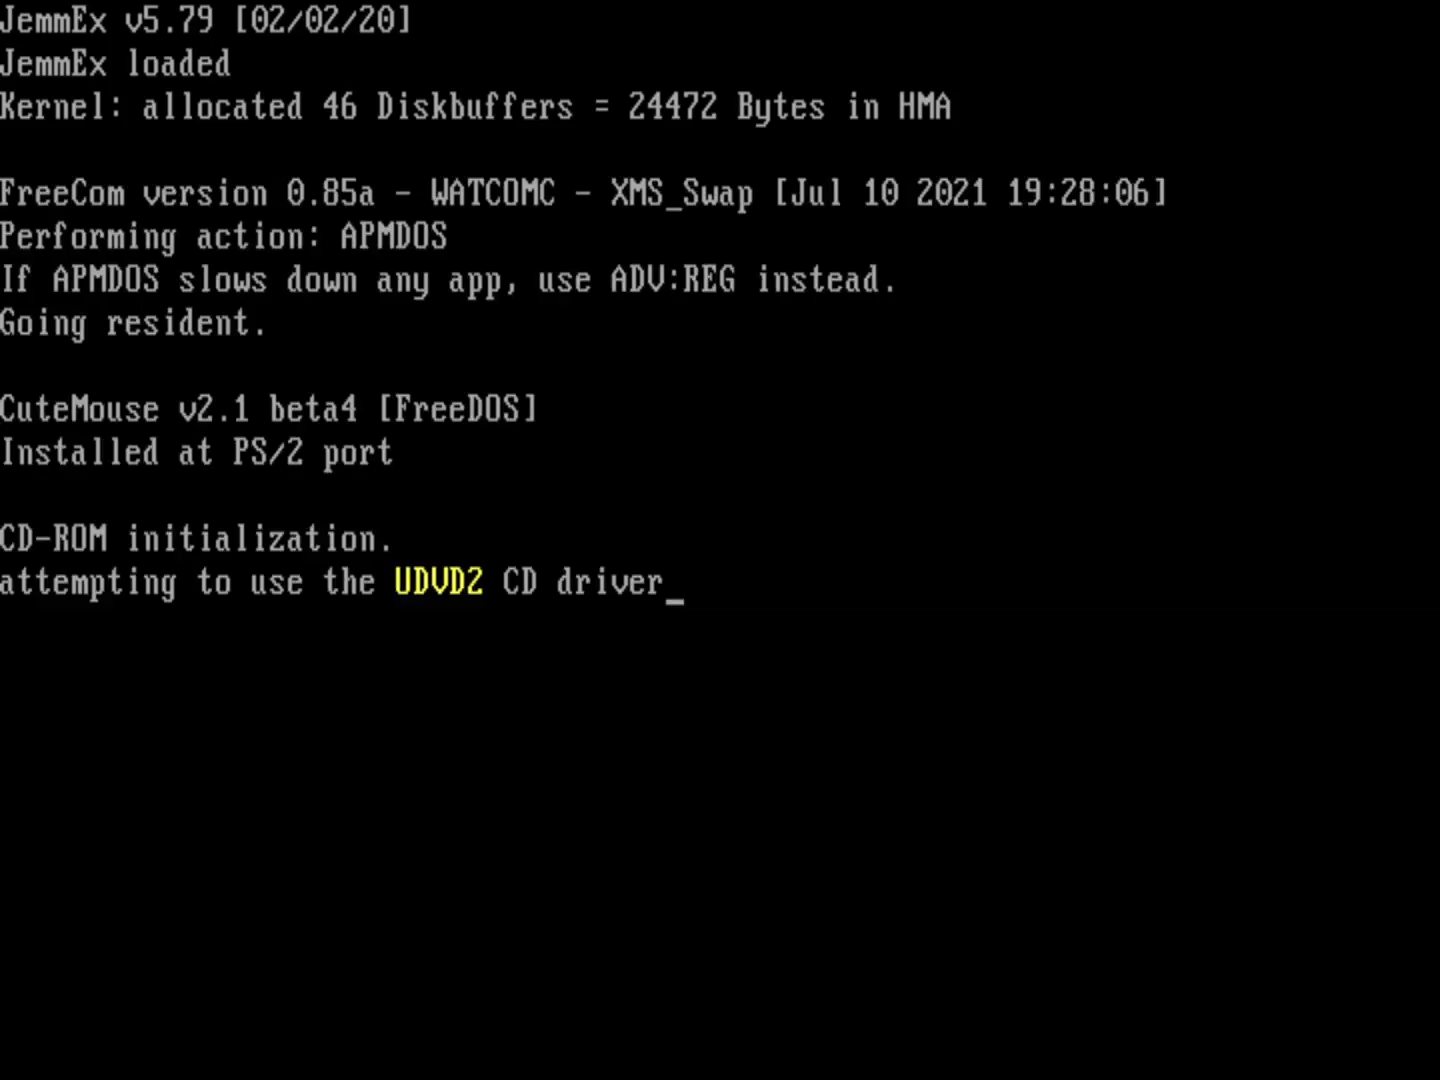 JemmEx v5.79 [02/02/20]
JemmEx loaded
Kernel: allocated 46 Diskbuffers = 24472 Bytes in HMA
FreeCom version 0.85a - WATCOMC - XMS_Swap [Jul 10 2021 19:28:06]
Performing action: APMDOS
If APMDOS slows down any app, use ADV:REG instead.
Going resident.
CuteMouse v2.1 beta4 [FreeDOS]
Installed at PS/2 port
CD-ROM initialization.
attempting to use the UDVD2 CD driver_